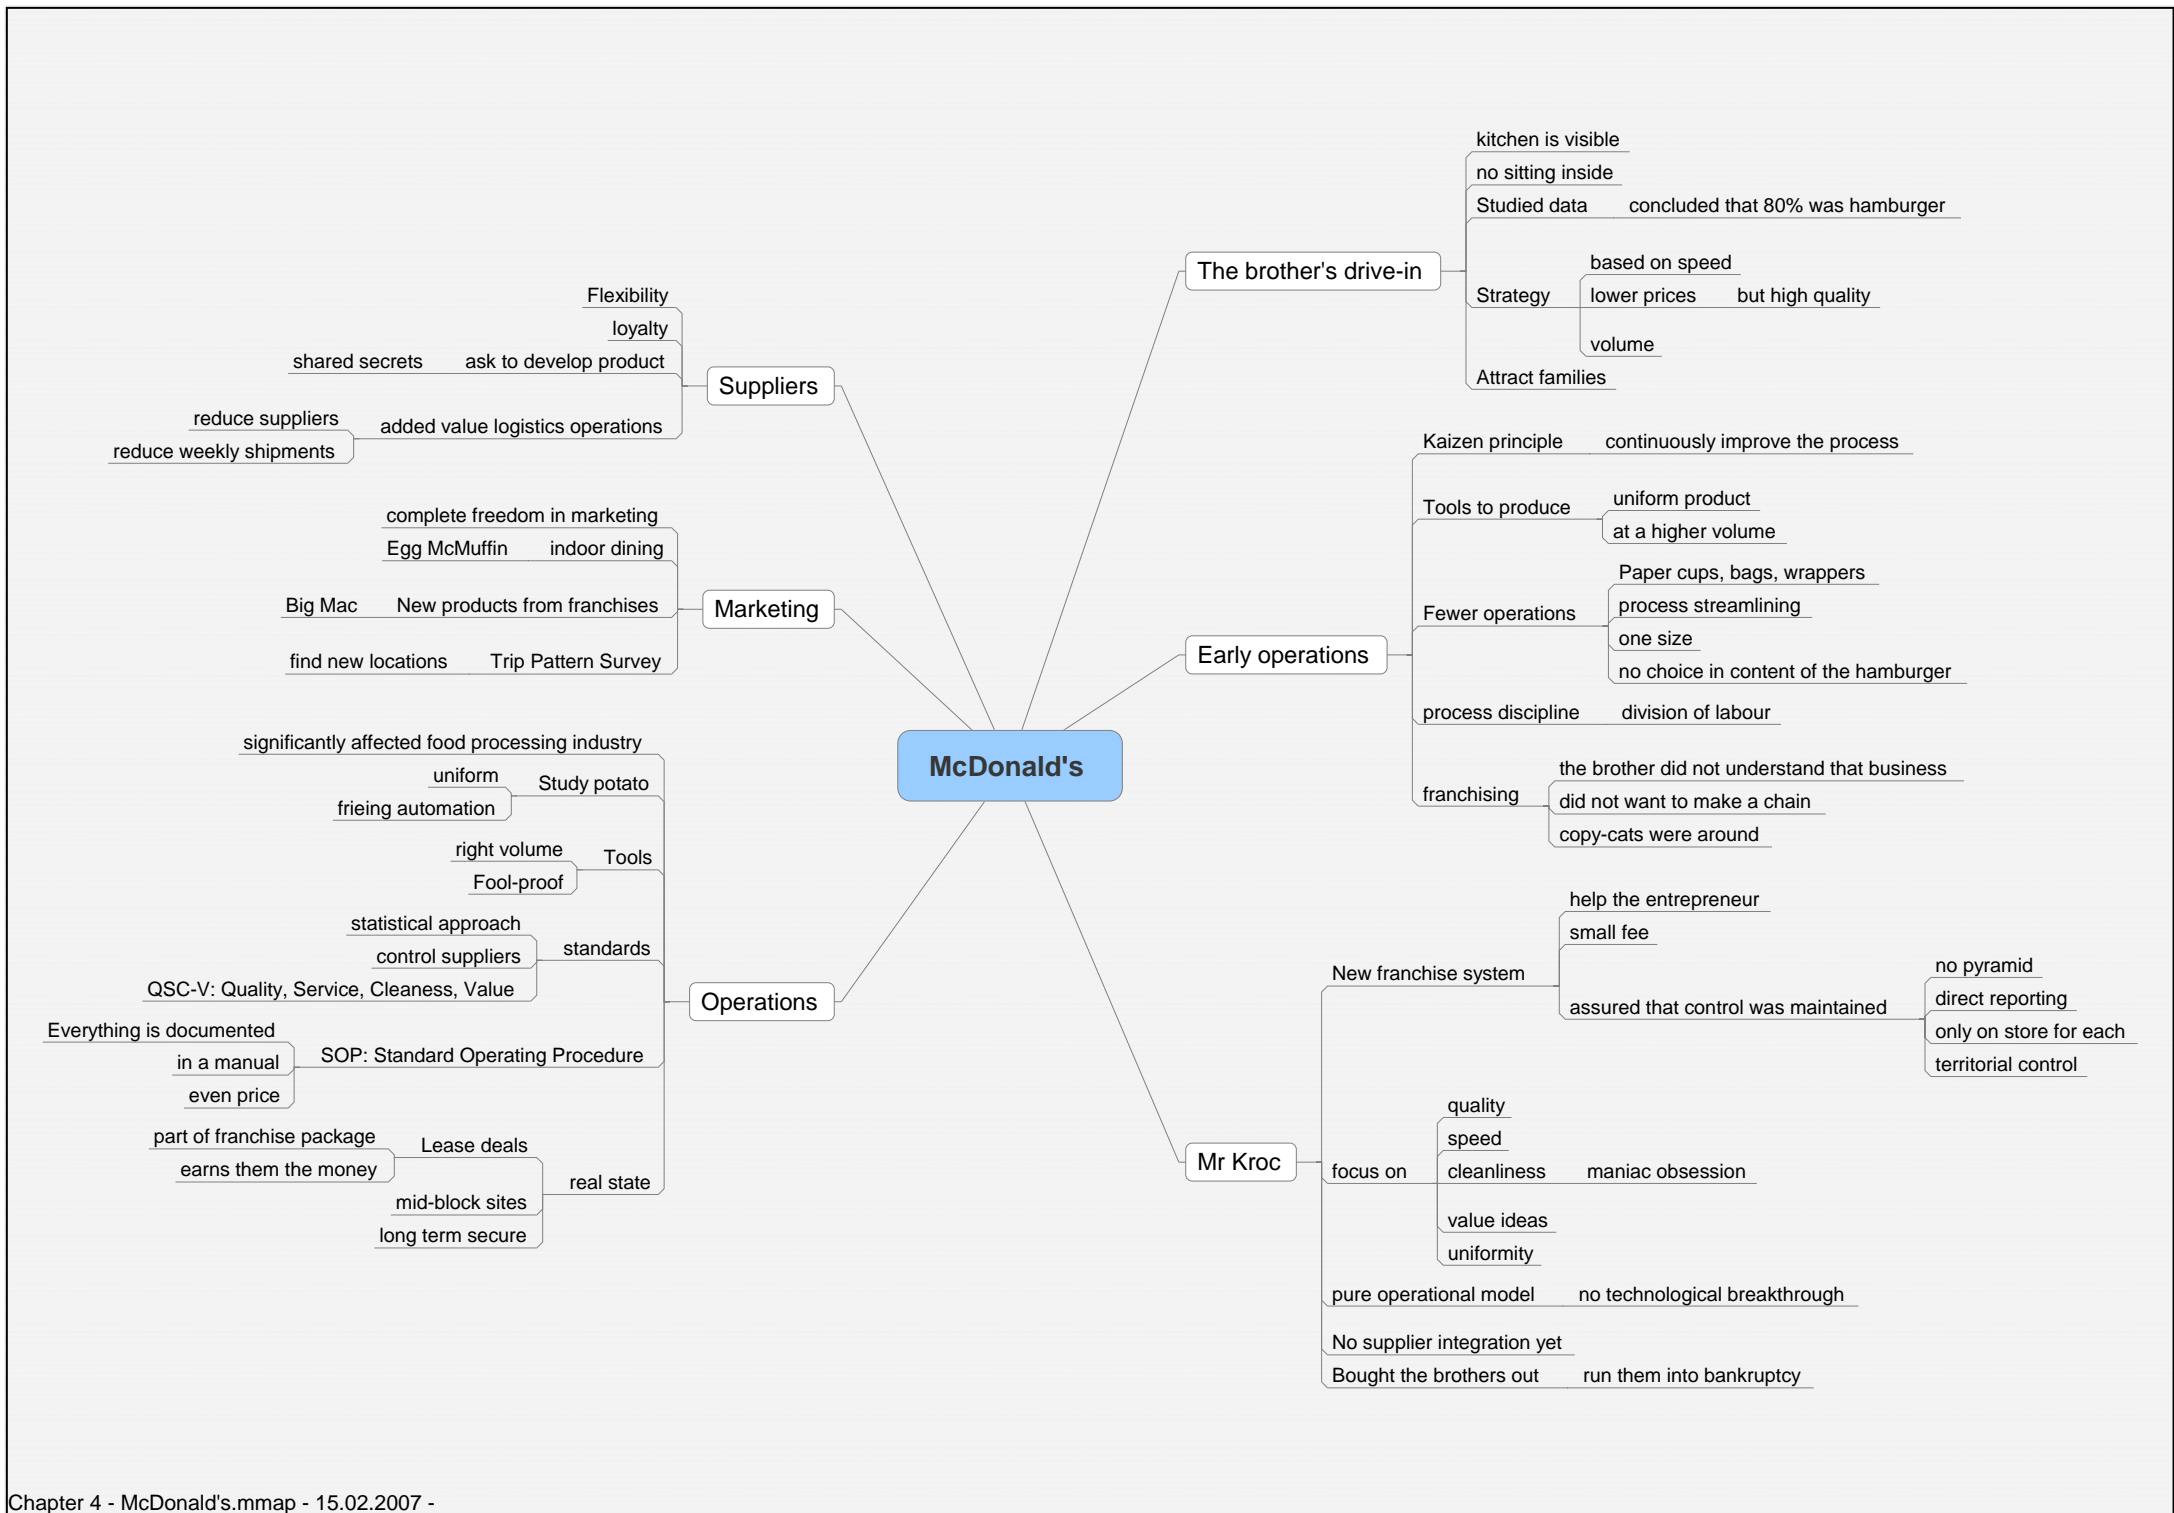 McDonald's
The brother's drive-in
kitchen is visible
no sitting inside
Studied data
concluded that 80% was hamburger
Strategy
based on speed
lower prices
but high quality
volume
Attract families
Early operations
Kaizen principle
continuously improve the process
Tools to produce
uniform product
at a higher volume
Fewer operations
Paper cups, bags, wrappers
process streamlining
one size
no choice in content of the hamburger
process discipline
division of labour
franchising
the brother did not understand that business
did not want to make a chain
copy-cats were around
Mr Kroc
New franchise system
help the entrepreneur
small fee
assured that control was maintained
no pyramid
direct reporting
only on store for each
territorial control
focus on
quality
speed
cleanliness
maniac obsession
value ideas
uniformity
pure operational model
no technological breakthrough
No supplier integration yet
Bought the brothers out
run them into bankruptcy
Suppliers
Flexibility
loyalty
ask to develop product
shared secrets
added value logistics operations
reduce suppliers
reduce weekly shipments
Marketing
complete freedom in marketing
indoor dining
Egg McMuffin
New products from franchises
Big Mac
Trip Pattern Survey
find new locations
Operations
significantly affected food processing industry
Study potato
uniform
frieing automation
Tools
right volume
Fool-proof
standards
statistical approach
control suppliers
QSC-V: Quality, Service, Cleaness, Value
SOP: Standard Operating Procedure
Everything is documented
in a manual
even price
real state
Lease deals
part of franchise package
earns them the money
mid-block sites
long term secure
Chapter 4 - McDonald's.mmap - 15.02.2007 -